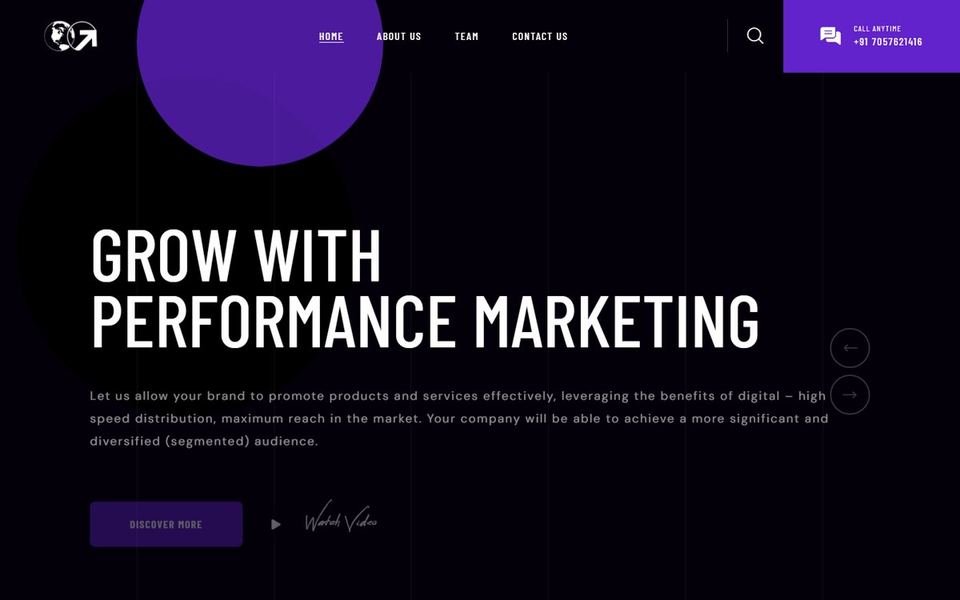 HOME
ABOUT US
TEAM
CONTACT US
CALL ANYTIME
+91 7057621416
GROW WITH
PERFORMANCE MARKETING
Let us allow your brand to promote products and services effectively, leveraging the benefits of digital – high
speed distribution, maximum reach in the market. Your company will be able to achieve a more significant and
diversified (segmented) audience.
DISCOVER MORE
Watch Video